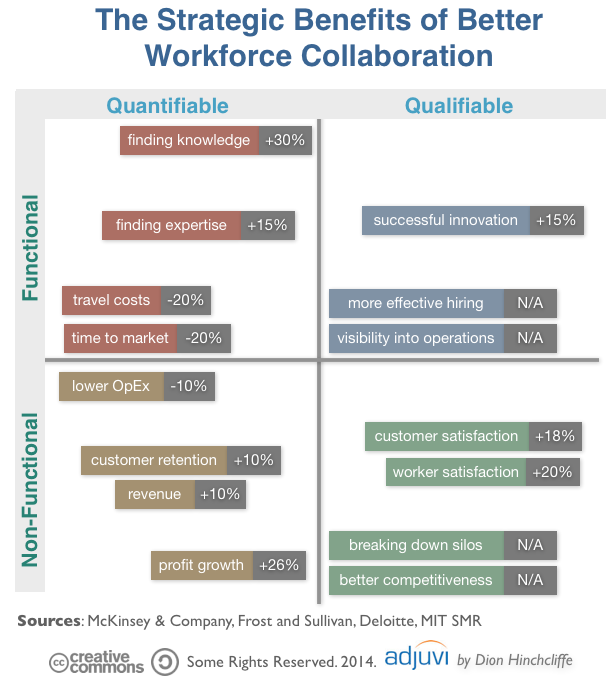 The Strategic Benefits of Better
Workforce Collaboration
Quantifiable
Qualifiable
Functional
finding knowledge +30%
finding expertise +15%
travel costs -20%
time to market -20%
successful innovation +15%
more effective hiring N/A
visibility into operations N/A
Non-Functional
lower OpEx -10%
customer retention +10%
revenue +10%
profit growth +26%
customer satisfaction +18%
worker satisfaction +20%
breaking down silos N/A
better competitiveness N/A
Sources: McKinsey & Company, Frost and Sullivan, Deloitte, MIT SMR
cc creative
commons
Some Rights Reserved. 2014.
adjuvi
by Dion Hinchcliffe